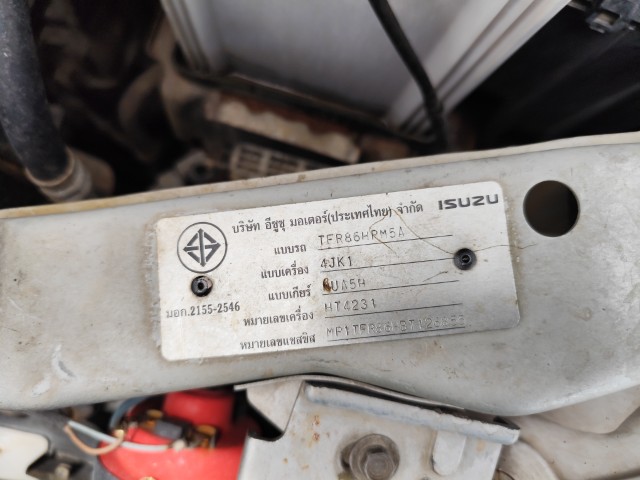 บริษัท อีซูซุ มอเตอร์(ประเทศไทย) จำกัด ISUZU
แบบรถ TFR86HRM5A
แบบเครื่อง 4JK1
แบบเกียร์
มอก.2155-2546
หมายเลขเครื่อง HT4231
หมายเลขแชสซิส